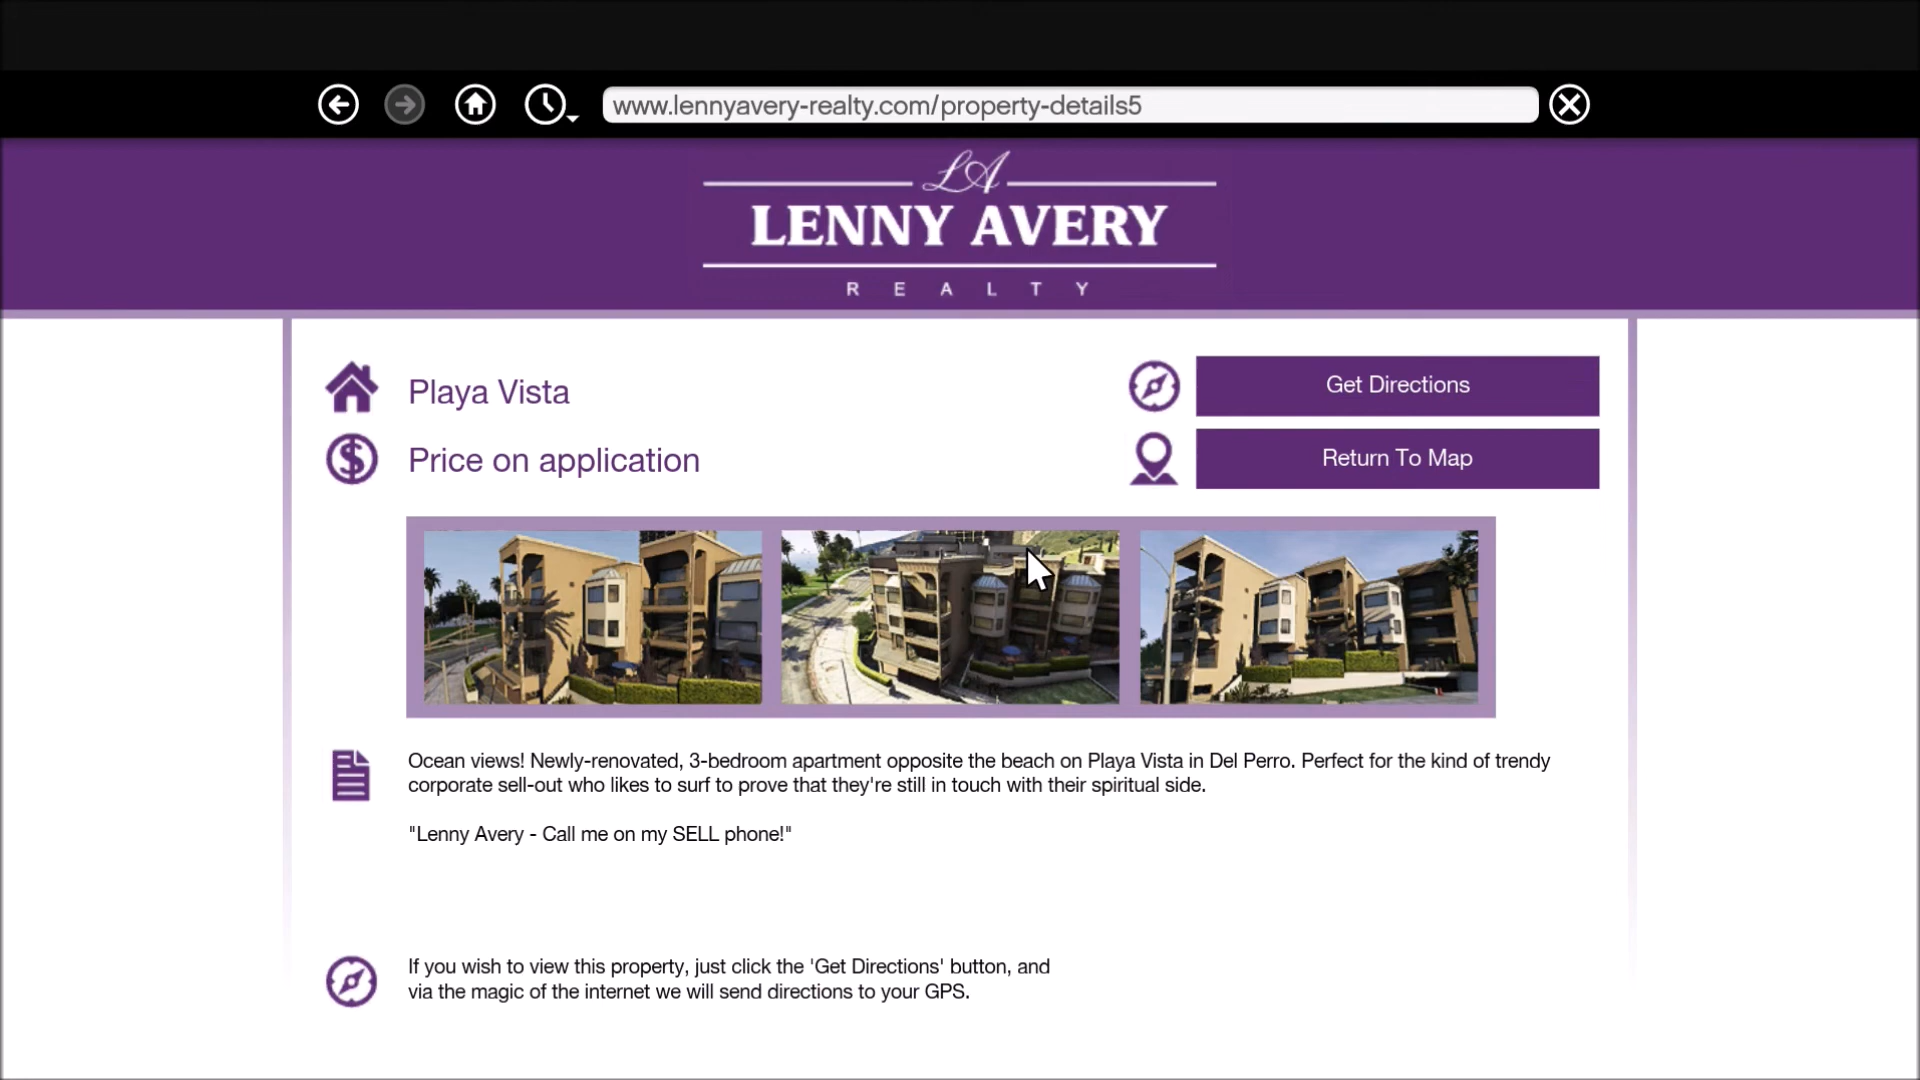 www.lennyavery-realty.com/property-details5
LA
LENNY AVERY
REALTY
Playa Vista
Get Directions
Price on application
Return To Map
Ocean views! Newly-renovated, 3-bedroom apartment opposite the beach on Playa Vista in Del Perro. Perfect for the kind of trendy
corporate sell-out who likes to surf to prove that they're still in touch with their spiritual side.
"Lenny Avery - Call me on my SELL phone!"
If you wish to view this property, just click the 'Get Directions' button, and
via the magic of the internet we will send directions to your GPS.